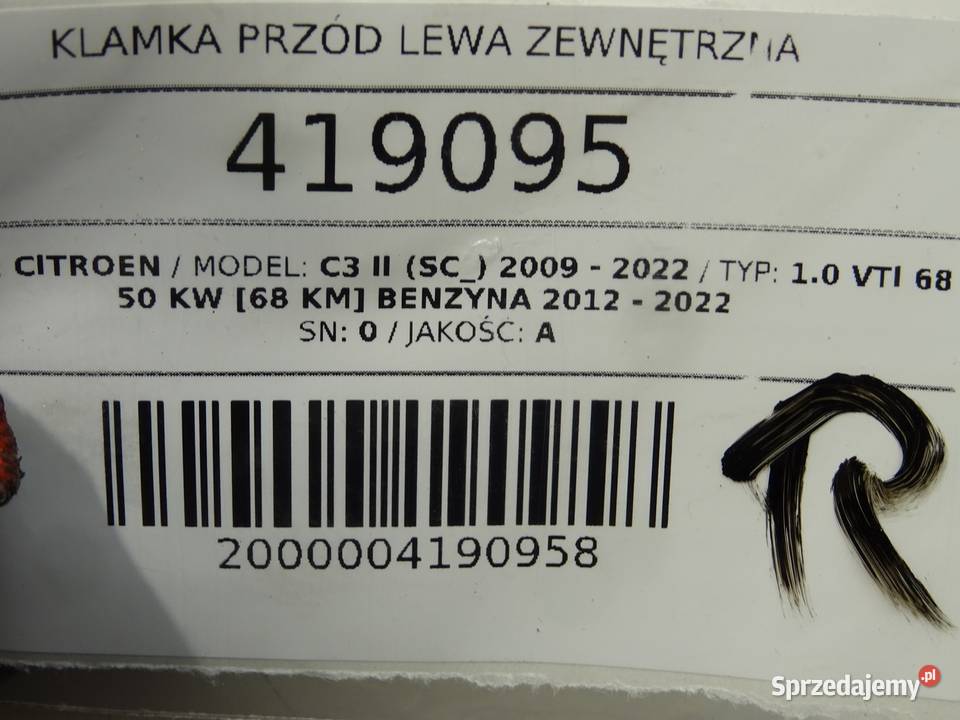 KLAMKA PRZÓD LEWA ZEWNĘTRZNA
419095
CITROEN / MODEL: C3 II (SC_) 2009 - 2022 / TYP: 1.0 VTI 68
50 KW [68 KM] BENZYNA 2012 - 2022
SN: 0 / JAKOŚĆ: A
2000004190958
R
Sprzedajemy.pl